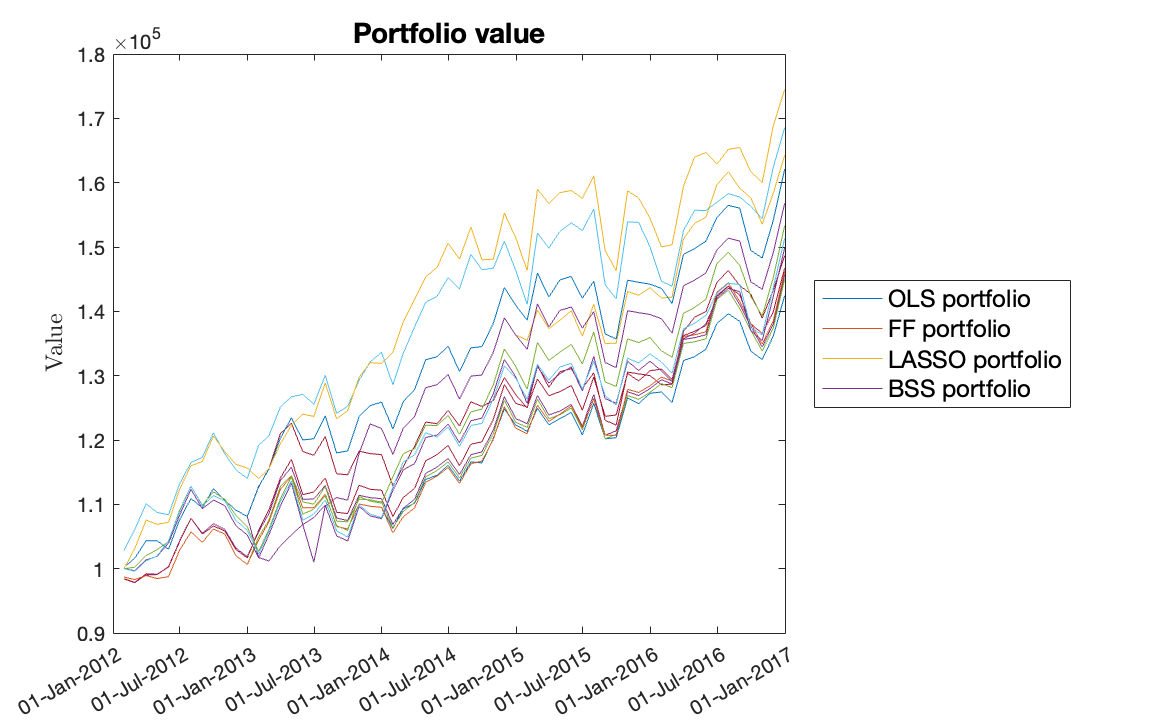 Portfolio value
×10⁵
1.8
1.7
1.6
1.5
1.4
1.3
1.2
1.1
1
0.9
Value
01-Jan-2012
01-Jul-2012
01-Jan-2013
01-Jul-2013
01-Jan-2014
01-Jul-2014
01-Jan-2015
01-Jul-2015
01-Jan-2016
01-Jul-2016
01-Jan-2017
OLS portfolio
FF portfolio
LASSO portfolio
BSS portfolio